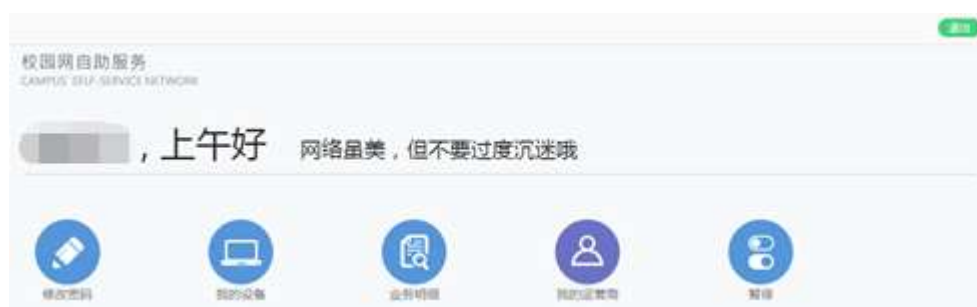 退出
校园网自助服务
CAMPUS SELF-SERVICE NETWORK
，上午好
网络虽美，但不要过度沉迷哦
修改密码
我的设备
业务明细
我的运营商
暂停